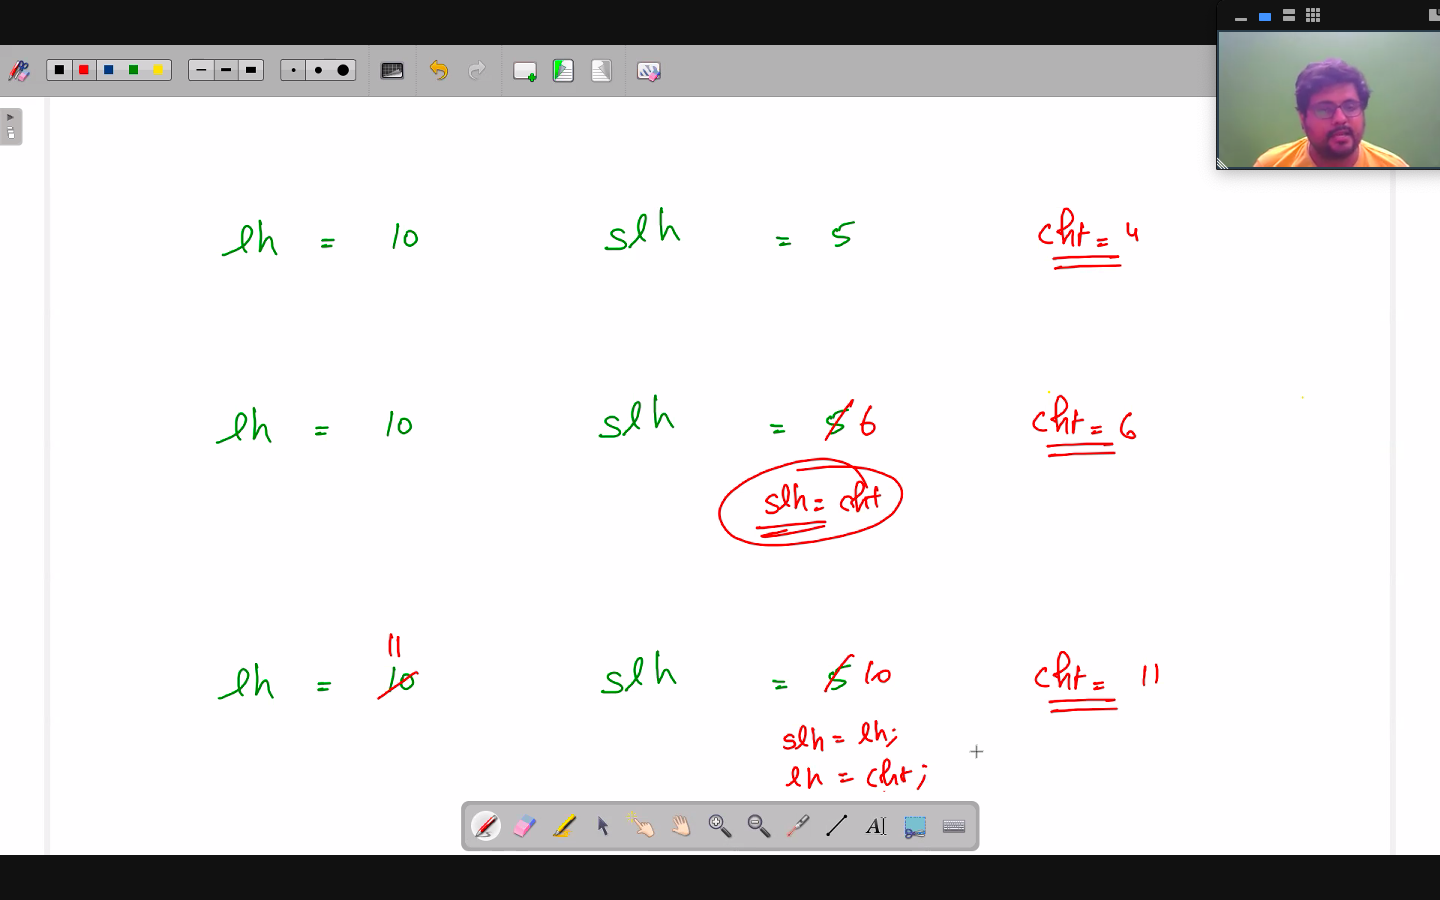 lh = 10 slh = 5 cht = 4
lh = 10 slh = 5 6 cht = 6
slh = cht
11
lh = 10 slh = 5 10 cht = 11
slh = lh;
lh = cht;